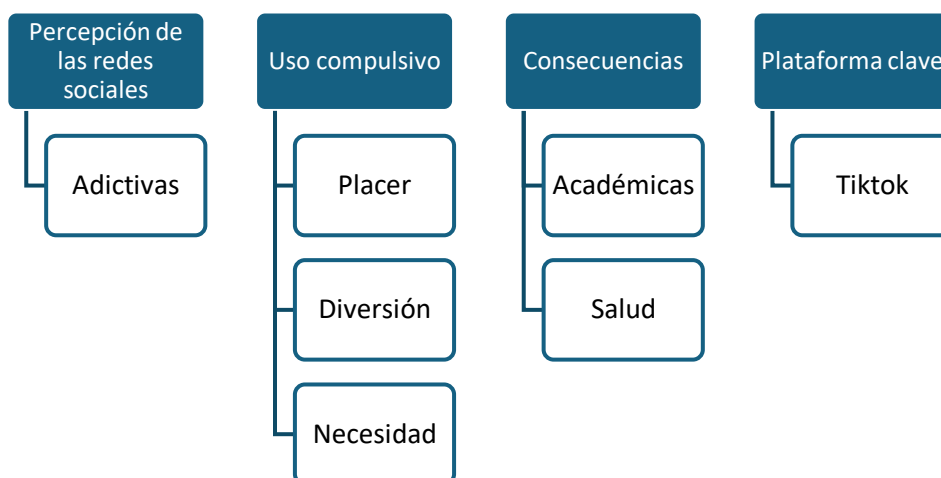 Percepción de
las redes
sociales
Adictivas
Uso compulsivo
Placer
Diversión
Necesidad
Consecuencias
Académicas
Salud
Plataforma clave
Tiktok